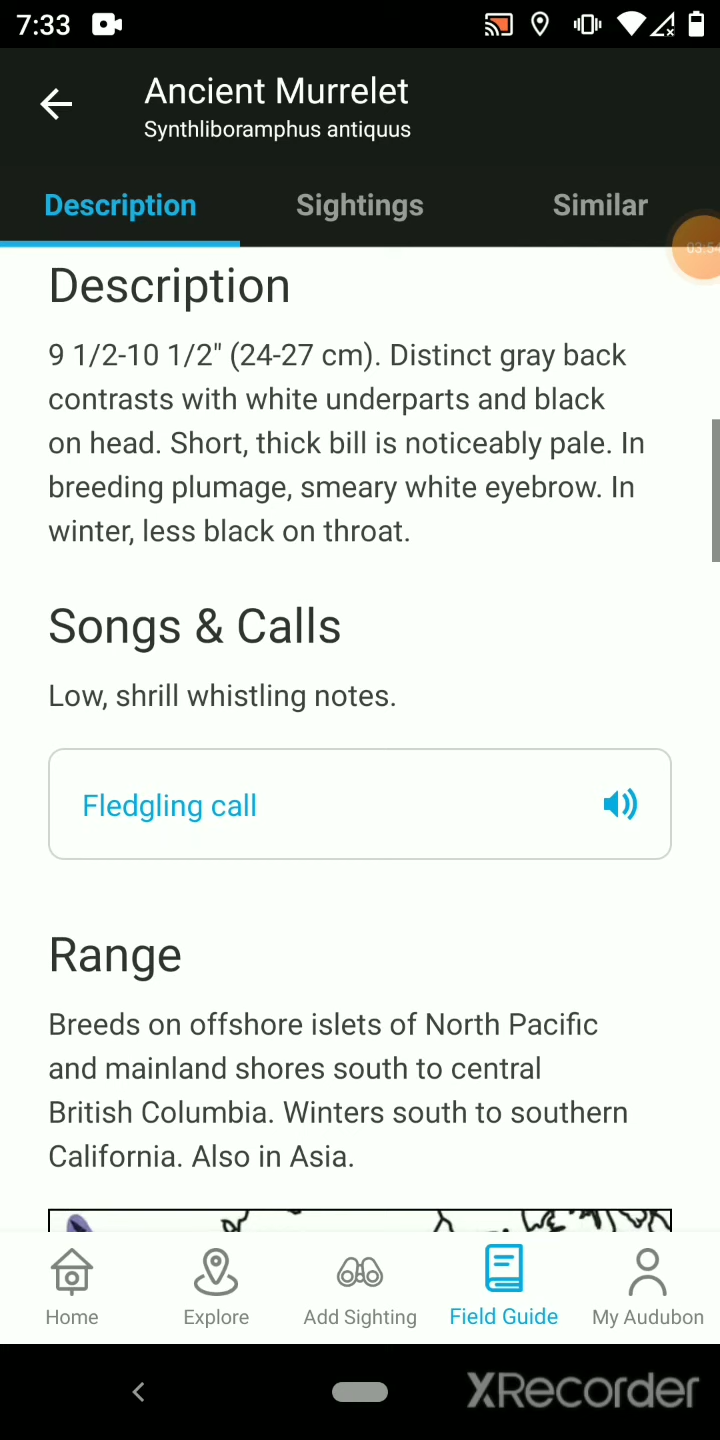 7:33
Ancient Murrelet
Synthliboramphus antiquus
Description
Sightings
Similar
Description
9 1/2-10 1/2" (24-27 cm). Distinct gray back
contrasts with white underparts and black
on head. Short, thick bill is noticeably pale. In
breeding plumage, smeary white eyebrow. In
winter, less black on throat.
Songs & Calls
Low, shrill whistling notes.
Fledgling call
Range
Breeds on offshore islets of North Pacific
and mainland shores south to central
British Columbia. Winters south to southern
California. Also in Asia.
Home
Explore
Add Sighting
Field Guide
My Audubon
XRecorder